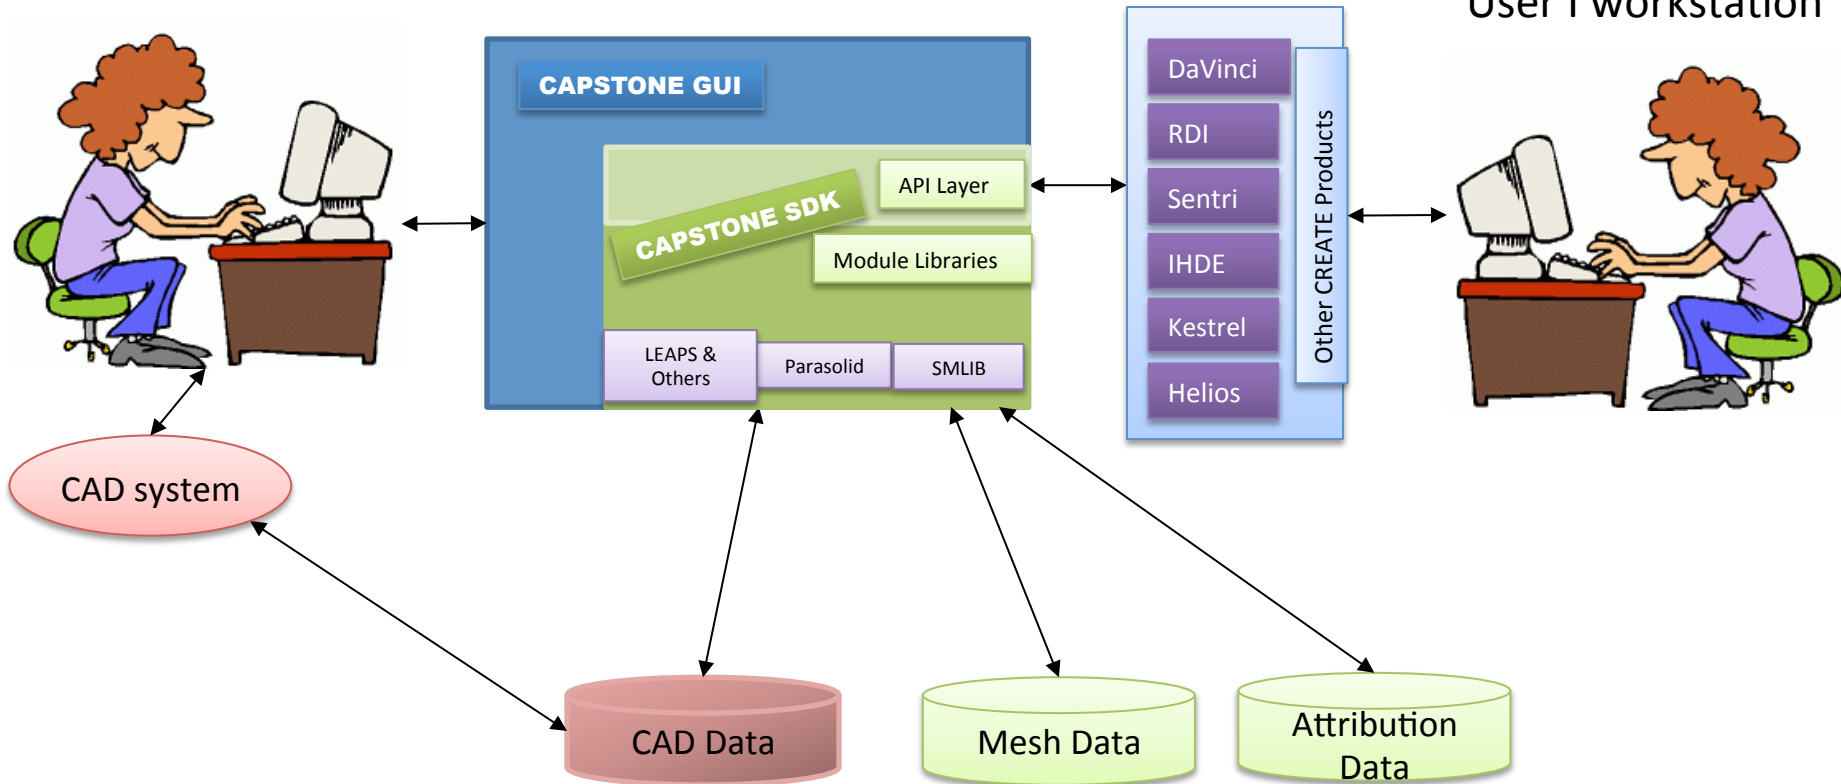 User I workstation
CAPSTONE GUI
API Layer
CAPSTONE SDK
Module Libraries
LEAPS &
Others
Parasolid
SMLIB
DaVinci
RDI
Sentri
IHDE
Kestrel
Helios
Other CREATE Products
CAD system
CAD Data
Mesh Data
Attribution
Data